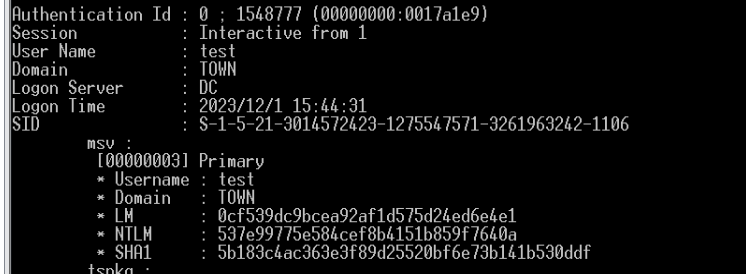 Authentication Id : 0 ; 1548777 (00000000:0017a1e9)
Session           : Interactive from 1
User Name         : test
Domain            : TOWN
Logon Server      : DC
Logon Time        : 2023/12/1 15:44:31
SID               : S-1-5-21-3014572423-1275547571-3261963242-1106
        msv :
         [00000003] Primary
         * Username : test
         * Domain   : TOWN
         * LM       : 0cf539dc9bcea92af1d575d24ed6e4e1
         * NTLM     : 537e99775e584cef8b4151b859f7640a
         * SHA1     : 5b183c4ac363e3f89d25520bf6e73b141b530ddf
        tspkg :